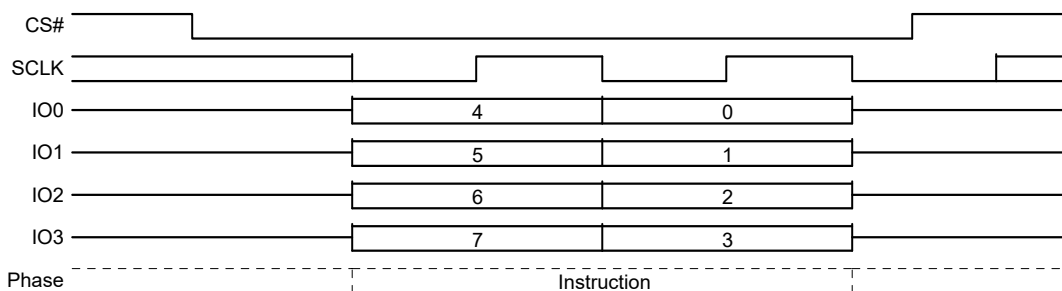 CS#
SCLK
IO0 4 0
IO1 5 1
IO2 6 2
IO3 7 3
Phase Instruction